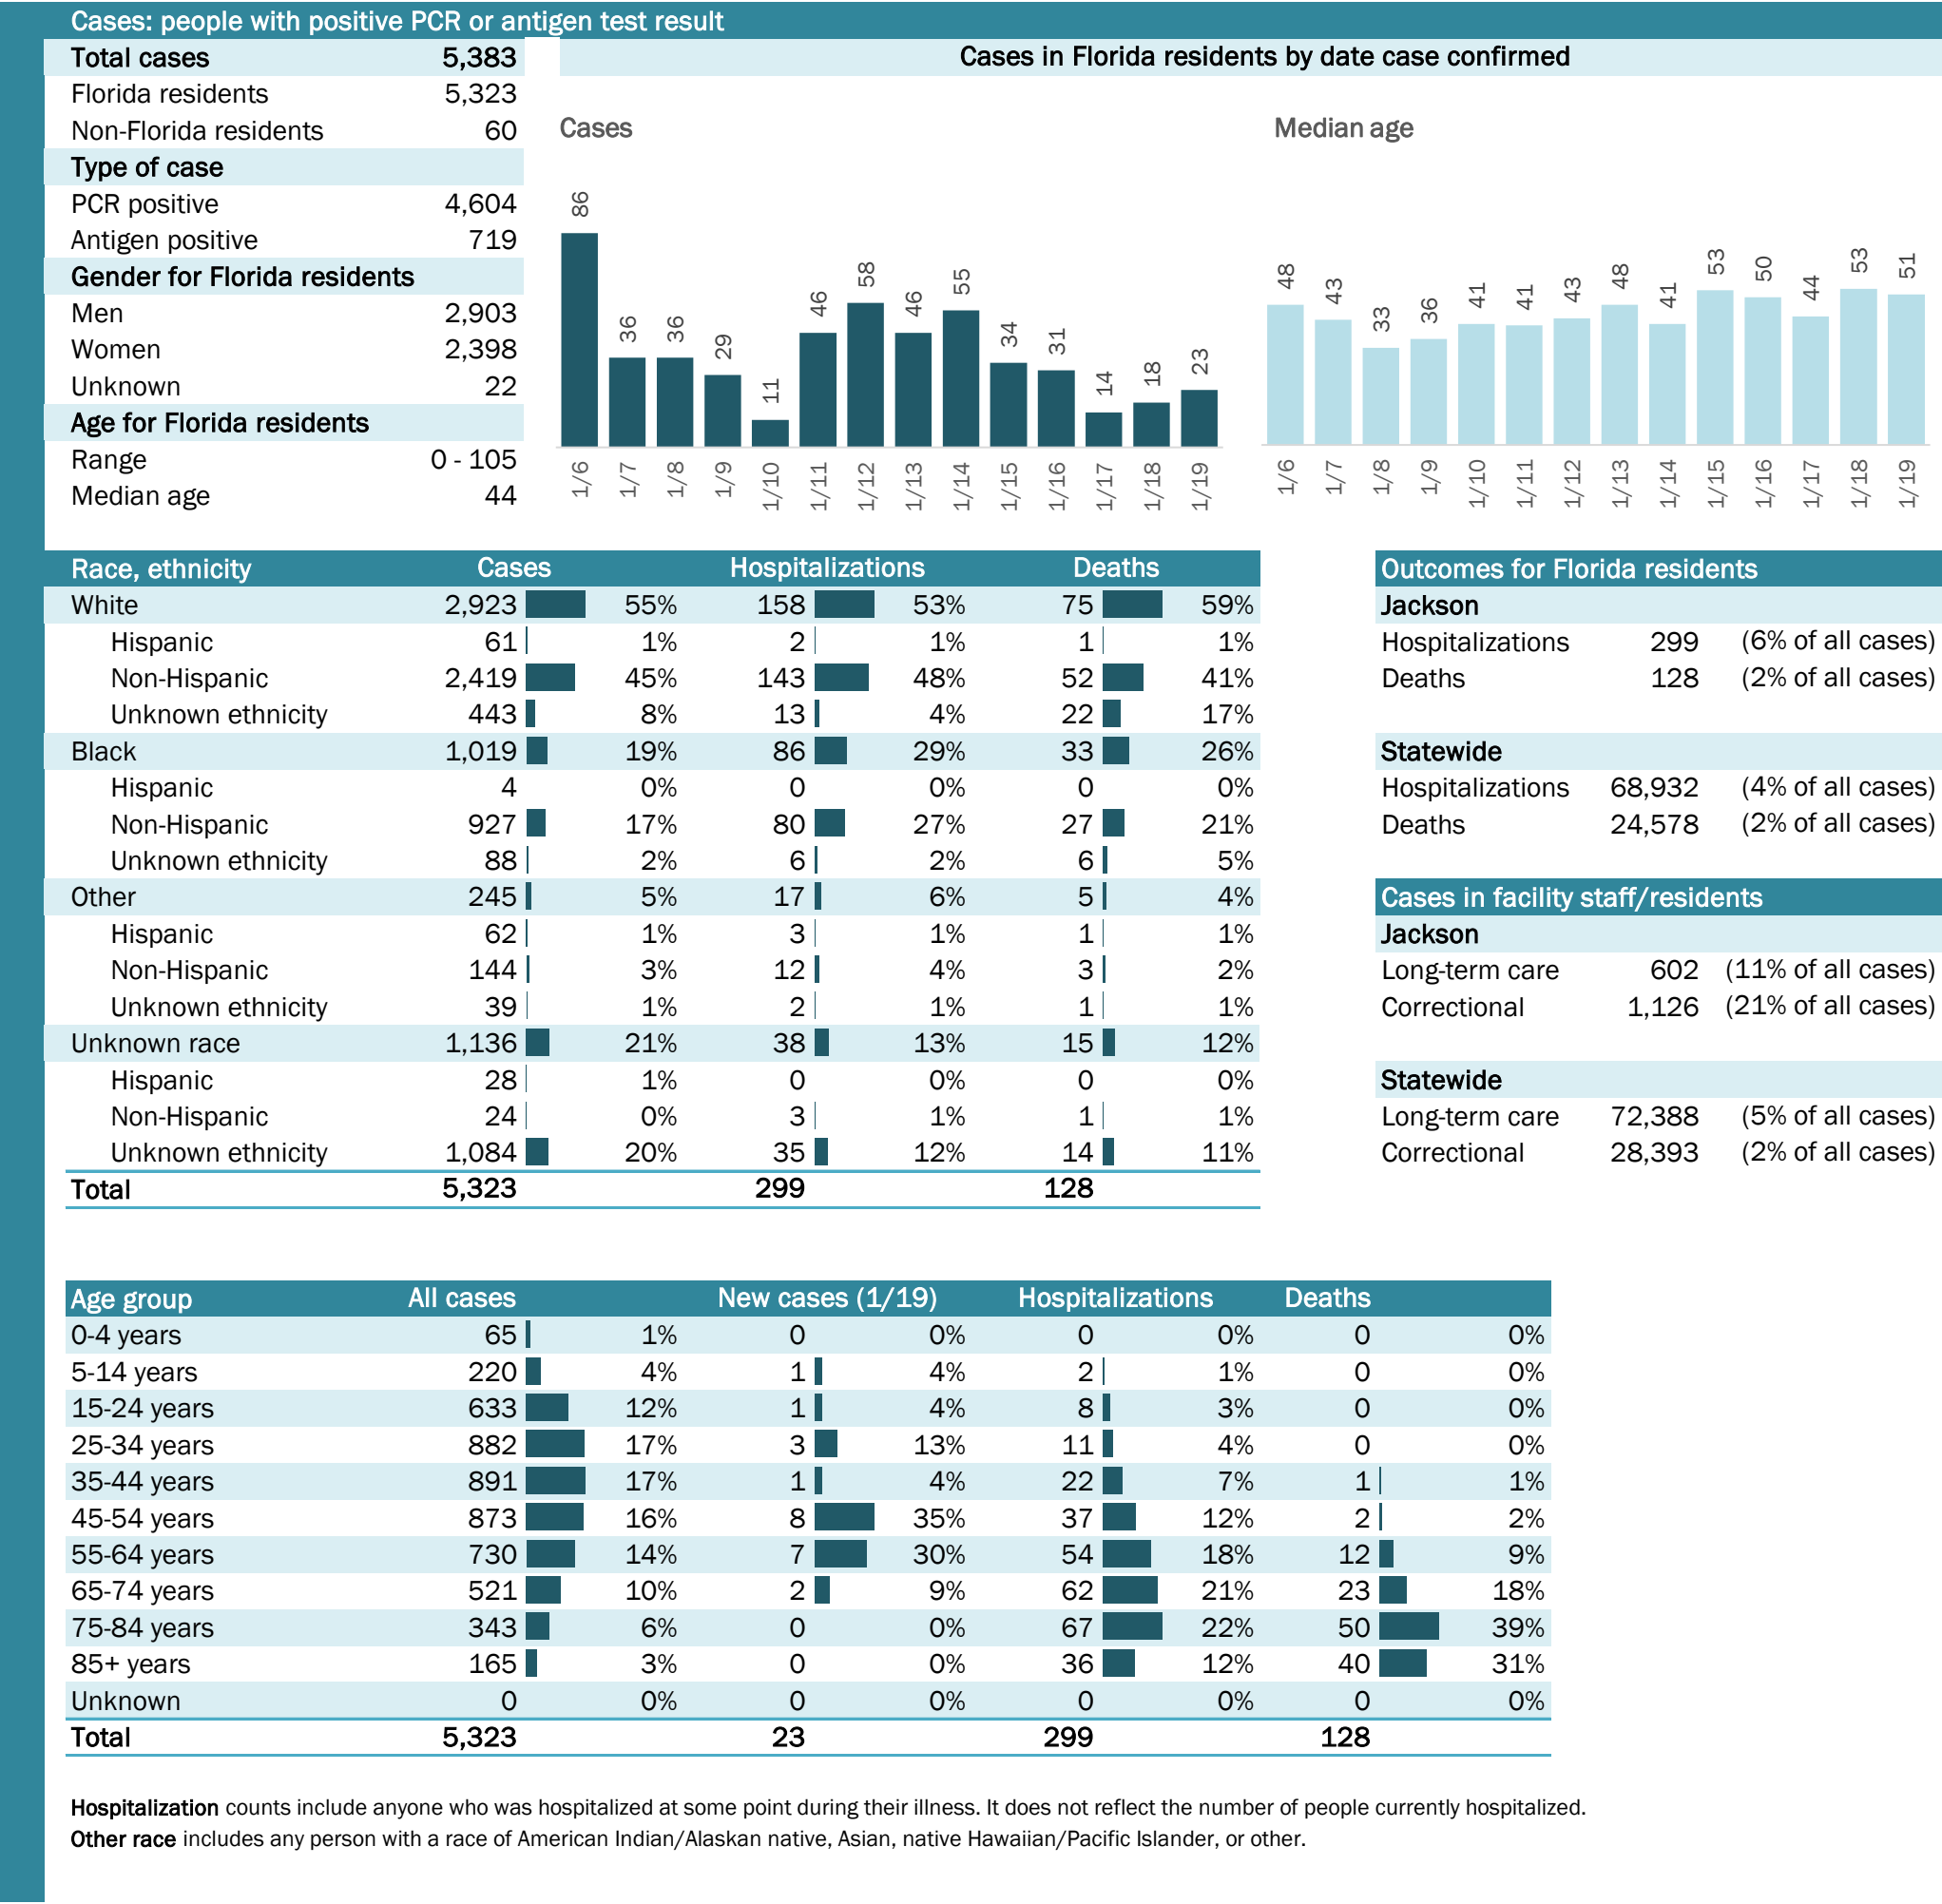 Cases: people with positive PCR or antigen test result
Total cases 5,383
Florida residents 5,323
Non-Florida residents 60
Type of case
PCR positive 4,604
Antigen positive 719
Gender for Florida residents
Men 2,903
Women 2,398
Unknown 22
Age for Florida residents
Range 0 - 105
Median age 44
Cases in Florida residents by date case confirmed
Cases
86 36 36 29 11 46 58 46 55 34 31 14 18 23
1/6 1/7 1/8 1/9 1/10 1/11 1/12 1/13 1/14 1/15 1/16 1/17 1/18 1/19
Median age
48 43 33 36 41 41 43 48 41 53 50 44 53 51
1/6 1/7 1/8 1/9 1/10 1/11 1/12 1/13 1/14 1/15 1/16 1/17 1/18 1/19
Race, ethnicity Cases Hospitalizations Deaths
White 2,923 55% 158 53% 75 59%
Hispanic 61 1% 2 1% 1 1%
Non-Hispanic 2,419 45% 143 48% 52 41%
Unknown ethnicity 443 8% 13 4% 22 17%
Black 1,019 19% 86 29% 33 26%
Hispanic 4 0% 0 0% 0 0%
Non-Hispanic 927 17% 80 27% 27 21%
Unknown ethnicity 88 2% 6 2% 6 5%
Other 245 5% 17 6% 5 4%
Hispanic 62 1% 3 1% 1 1%
Non-Hispanic 144 3% 12 4% 3 2%
Unknown ethnicity 39 1% 2 1% 1 1%
Unknown race 1,136 21% 38 13% 15 12%
Hispanic 28 1% 0 0% 0 0%
Non-Hispanic 24 0% 3 1% 1 1%
Unknown ethnicity 1,084 20% 35 12% 14 11%
Total 5,323 299 128
Outcomes for Florida residents
Jackson
Hospitalizations 299 (6% of all cases)
Deaths 128 (2% of all cases)
Statewide
Hospitalizations 68,932 (4% of all cases)
Deaths 24,578 (2% of all cases)
Cases in facility staff/residents
Jackson
Long-term care 602 (11% of all cases)
Correctional 1,126 (21% of all cases)
Statewide
Long-term care 72,388 (5% of all cases)
Correctional 28,393 (2% of all cases)
Age group All cases New cases (1/19) Hospitalizations Deaths
0-4 years 65 1% 0 0% 0 0% 0 0%
5-14 years 220 4% 1 4% 2 1% 0 0%
15-24 years 633 12% 1 4% 8 3% 0 0%
25-34 years 882 17% 3 13% 11 4% 0 0%
35-44 years 891 17% 1 4% 22 7% 1 1%
45-54 years 873 16% 8 35% 37 12% 2 2%
55-64 years 730 14% 7 30% 54 18% 12 9%
65-74 years 521 10% 2 9% 62 21% 23 18%
75-84 years 343 6% 0 0% 67 22% 50 39%
85+ years 165 3% 0 0% 36 12% 40 31%
Unknown 0 0% 0 0% 0 0% 0 0%
Total 5,323 23 299 128
Hospitalization counts include anyone who was hospitalized at some point during their illness. It does not reflect the number of people currently hospitalized.
Other race includes any person with a race of American Indian/Alaskan native, Asian, native Hawaiian/Pacific Islander, or other.